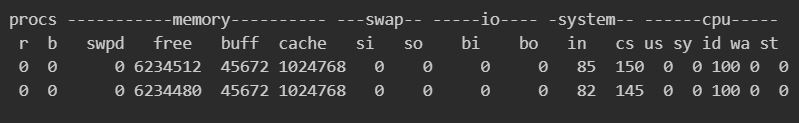 procs -----------memory---------- ---swap-- -----io---- -system-- ------cpu-----
 r  b   swpd   free   buff  cache   si   so    bi    bo   in   cs us sy id wa st
 0  0      0 6234512  45672 1024768   0    0     0     0   85  150  0  0 100 0  0
 0  0      0 6234480  45672 1024768   0    0     0     0   82  145  0  0 100 0  0